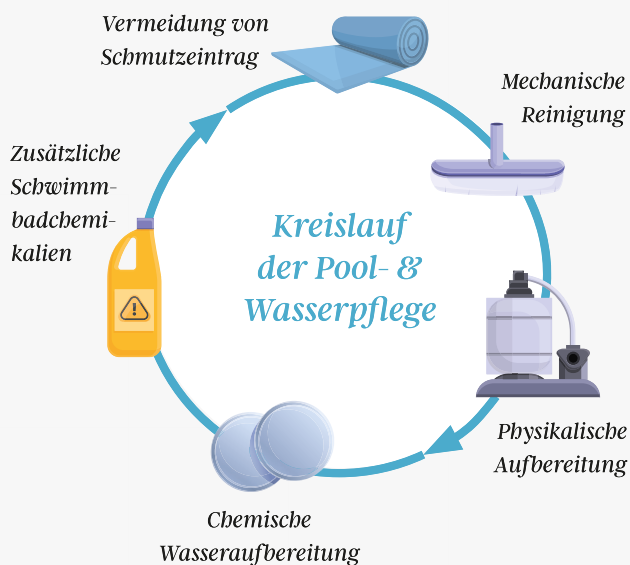 Vermeidung von
Schmutzeintrag
Mechanische
Reinigung
Zusätzliche
Schwimm-
badchemi-
kalien
Kreislauf
der Pool- &
Wasserpflege
Physikalische
Aufbereitung
Chemische
Wasseraufbereitung